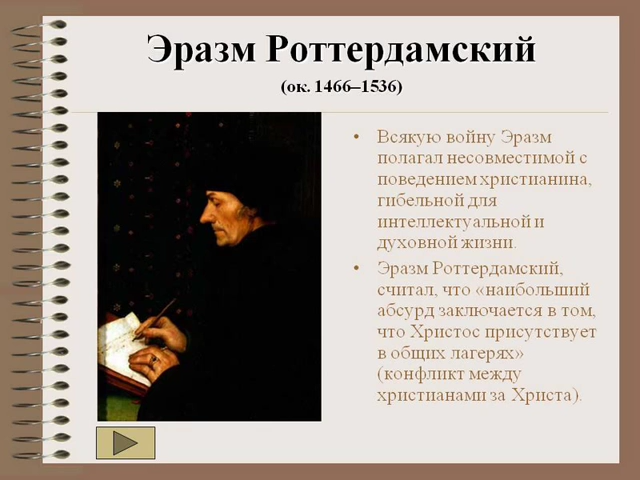 Эразм Роттердамский
(ок. 1466–1536)
• Всякую войну Эразм
полагал несовместимой с
поведением христианина,
гибельной для
интеллектуальной и
духовной жизни.
• Эразм Роттердамский,
считал, что «наибольший
абсурд заключается в том,
что Христос присутствует
в общих лагерях»
(конфликт между
христианами за Христа).